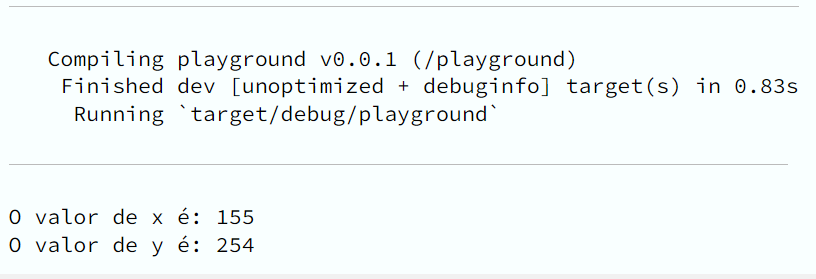 Compiling playground v0.0.1 (/playground)
Finished dev [unoptimized + debuginfo] target(s) in 0.83s
Running `target/debug/playground`
O valor de x é: 155
O valor de y é: 254